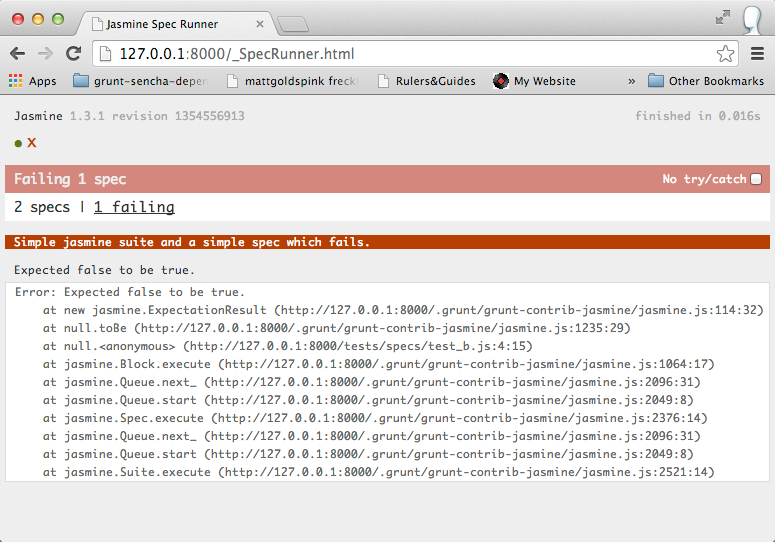 Jasmine Spec Runner
127.0.0.1:8000/_SpecRunner.html
Apps grunt-sencha-depen mattgoldspink freckl Rulers&Guides My Website » Other Bookmarks
Jasmine 1.3.1 revision 1354556913 finished in 0.016s
Failing 1 spec No try/catch
2 specs | 1 failing
Simple jasmine suite and a simple spec which fails.
Expected false to be true.
Error: Expected false to be true.
at new jasmine.ExpectationResult (http://127.0.0.1:8000/.grunt/grunt-contrib-jasmine/jasmine.js:114:32)
at null.toBe (http://127.0.0.1:8000/.grunt/grunt-contrib-jasmine/jasmine.js:1235:29)
at null.<anonymous> (http://127.0.0.1:8000/tests/specs/test_b.js:4:15)
at jasmine.Block.execute (http://127.0.0.1:8000/.grunt/grunt-contrib-jasmine/jasmine.js:1064:17)
at jasmine.Queue.next_ (http://127.0.0.1:8000/.grunt/grunt-contrib-jasmine/jasmine.js:2096:31)
at jasmine.Queue.start (http://127.0.0.1:8000/.grunt/grunt-contrib-jasmine/jasmine.js:2049:8)
at jasmine.Spec.execute (http://127.0.0.1:8000/.grunt/grunt-contrib-jasmine/jasmine.js:2376:14)
at jasmine.Queue.next_ (http://127.0.0.1:8000/.grunt/grunt-contrib-jasmine/jasmine.js:2096:31)
at jasmine.Queue.start (http://127.0.0.1:8000/.grunt/grunt-contrib-jasmine/jasmine.js:2049:8)
at jasmine.Suite.execute (http://127.0.0.1:8000/.grunt/grunt-contrib-jasmine/jasmine.js:2521:14)